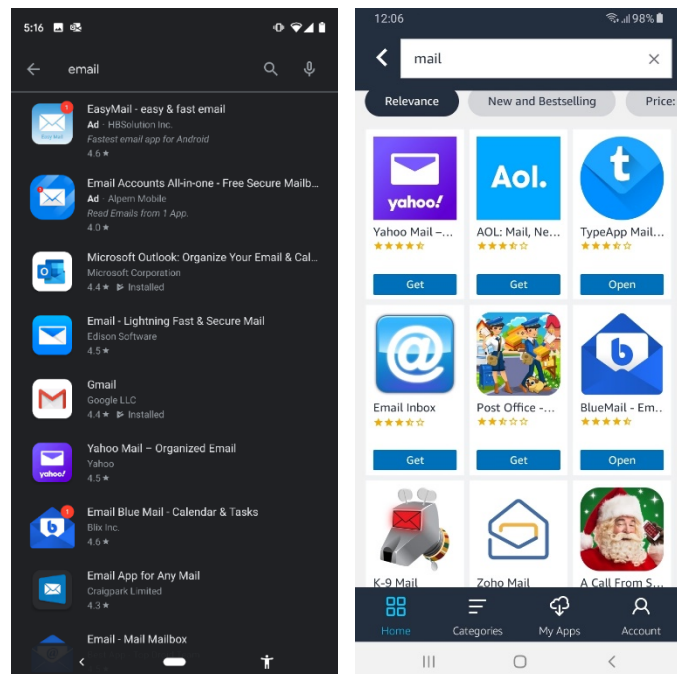 5:16
email
EasyMail - easy & fast email
Ad · HBSolution Inc.
Fastest email app for Android
4.6 ★
Email Accounts All-in-one - Free Secure Mailb...
Ad · Alpern Mobile
Read Emails from 1 App.
4.0 ★
Microsoft Outlook: Organize Your Email & Cal...
Microsoft Corporation
4.4 ★ Installed
Email - Lightning Fast & Secure Mail
Edison Software
4.5 ★
Gmail
Google LLC
4.4 ★ Installed
Yahoo Mail – Organized Email
Yahoo
4.5 ★
yahoo!
Email Blue Mail - Calendar & Tasks
Blix Inc.
4.6 ★
Email App for Any Mail
Craigpark Limited
4.3 ★
Email - Mail Mailbox
12:06 98%
mail
Relevance New and Bestselling Price:
yahoo! Aol. t
Yahoo Mail –... AOL: Mail, Ne... TypeApp Mail...
Get Get Open
Email Inbox Post Office -... BlueMail - Em..
Get Get Open
K-9 Mail Zoho Mail A Call From S...
Home Categories My Apps Account